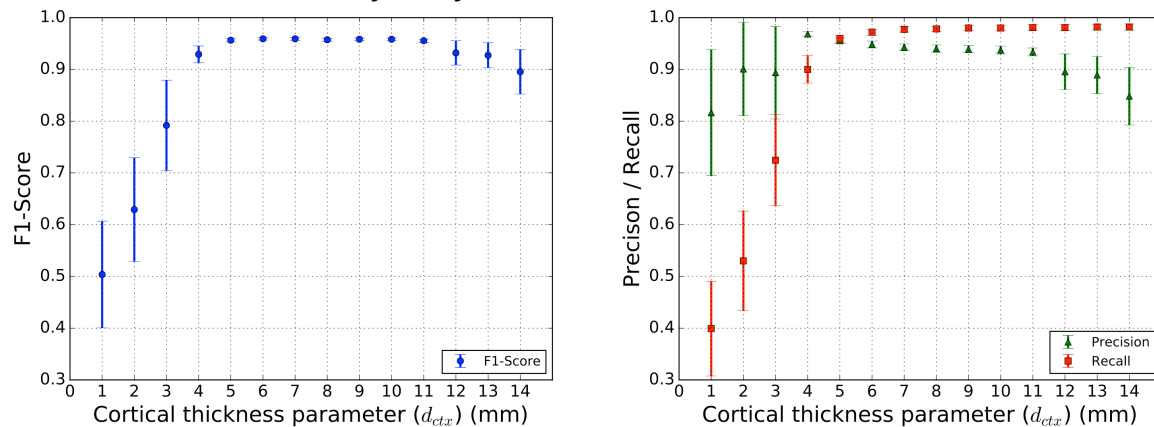 1.0
0.9
0.8
0.7
0.6
0.5
0.4
0.3
F1-Score
F1-Score
0 1 2 3 4 5 6 7 8 9 10 11 12 13 14
Cortical thickness parameter (d_ctx) (mm)
1.0
0.9
0.8
0.7
0.6
0.5
0.4
0.3
Precison / Recall
Precision
Recall
0 1 2 3 4 5 6 7 8 9 10 11 12 13 14
Cortical thickness parameter (d_ctx) (mm)